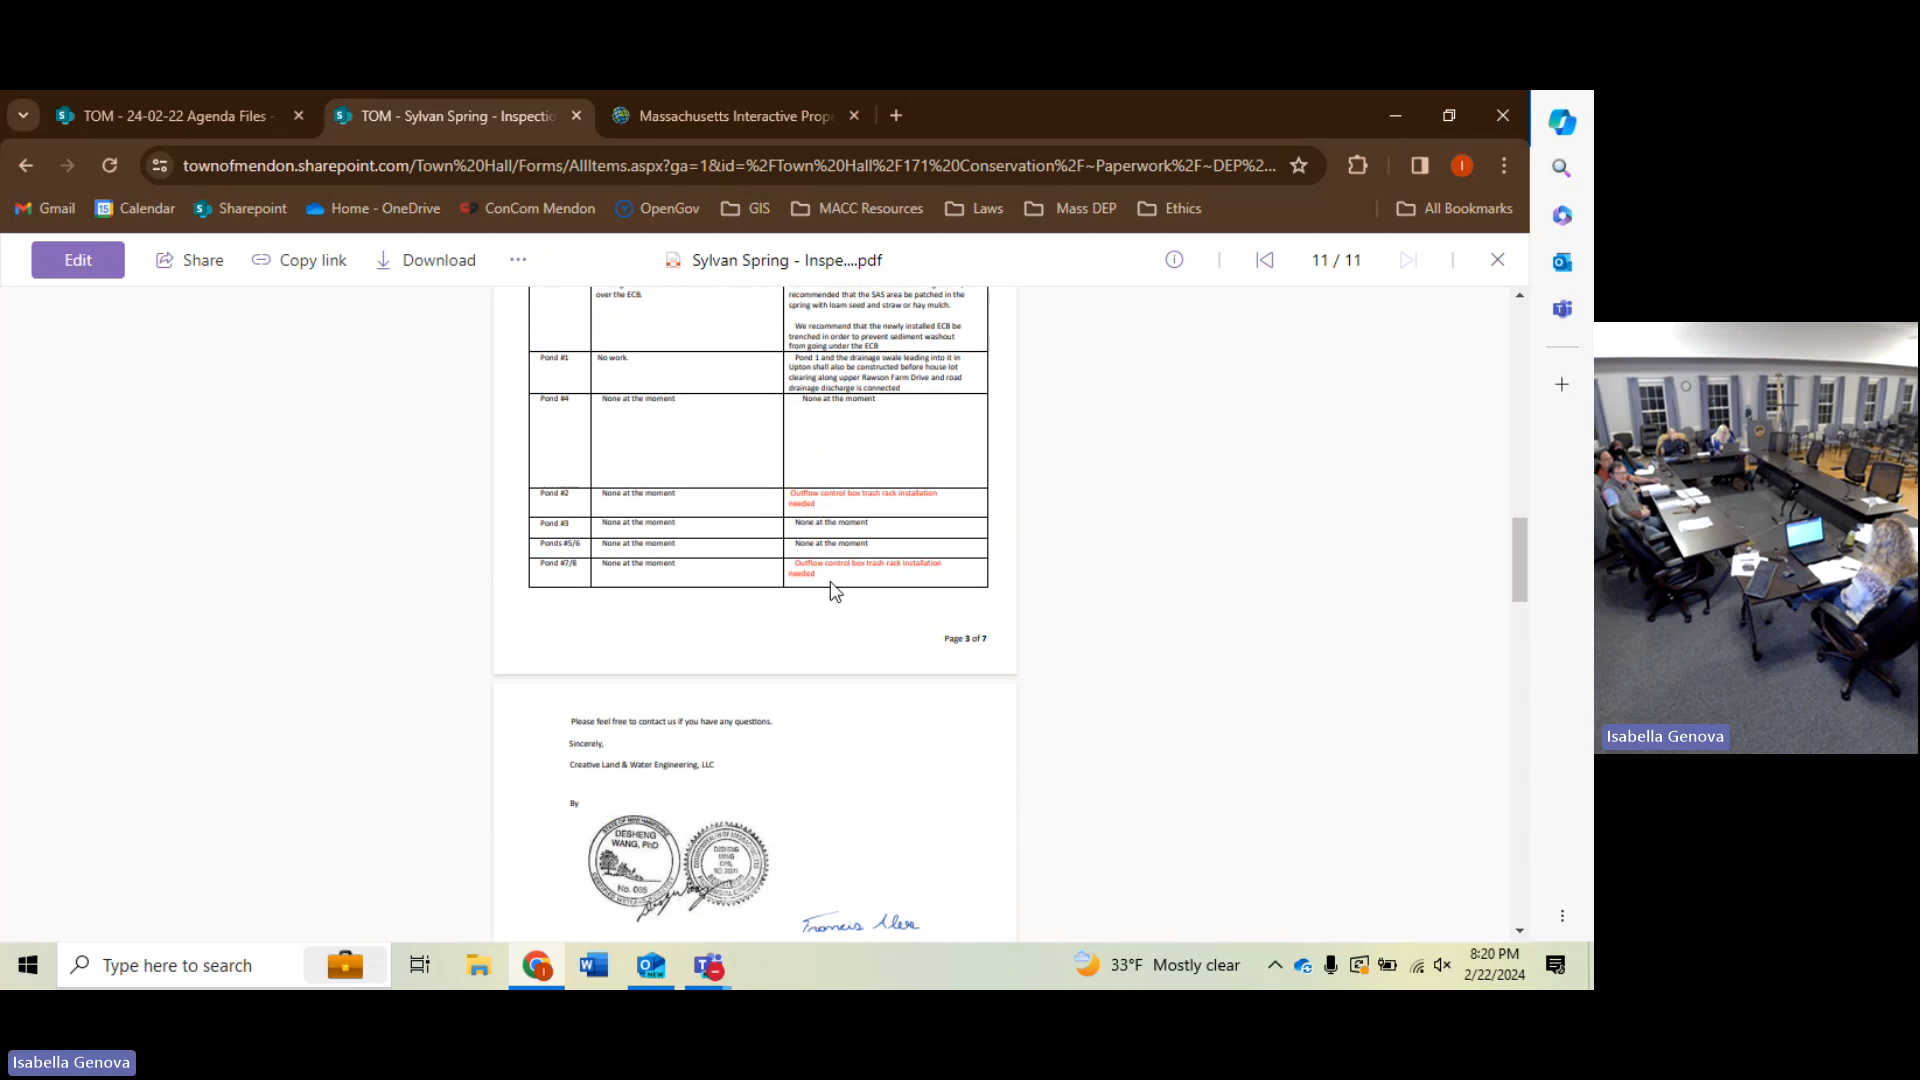 TOM - 24-02-22 Agenda Files -
TOM - Sylvan Spring - Inspectio
Massachusetts Interactive Prop
townofmendon.sharepoint.com/Town%20Hall/Forms/AllItems.aspx?ga=1&id=%2FTown%20Hall%2F171%20Conservation%2F~Paperwork%2F~DEP%2...
I
Gmail
15 Calendar
Sharepoint
Home - OneDrive
ConCom Mendon
OpenGov
GIS
MACC Resources
Laws
Mass DEP
Ethics
All Bookmarks
Edit
Share
Copy link
Download
Sylvan Spring - Inspe....pdf
11 / 11
over the ECB.
recommended that the SAS area be patched in the
spring with loam seed and straw or hay mulch.
We recommend that the newly installed ECB be
trenched in order to prevent sediment washout
from going under the ECB
Pond #1
No work.
Pond 1 and the drainage swale leading into it in
Upton shall also be constructed before house lot
clearing along upper Rawson Farm Drive and road
drainage discharge is connected
Pond #4
None at the moment
None at the moment
Pond #2
None at the moment
Outflow control box trash rack installation
needed
Pond #3
None at the moment
None at the moment
Ponds #5/6
None at the moment
None at the moment
Pond #7/8
None at the moment
Outflow control box trash rack installation
needed
Page 3 of 7
Please feel free to contact us if you have any questions.
Sincerely,
Creative Land & Water Engineering, LLC
By
STATE OF NEW HAMPSHIRE
DESHENG
WANG, PhD
DESHENG
WANG
CIVIL
Francis
Type here to search
33°F Mostly clear
8:20 PM
2/22/2024
Isabella Genova
Isabella Genova